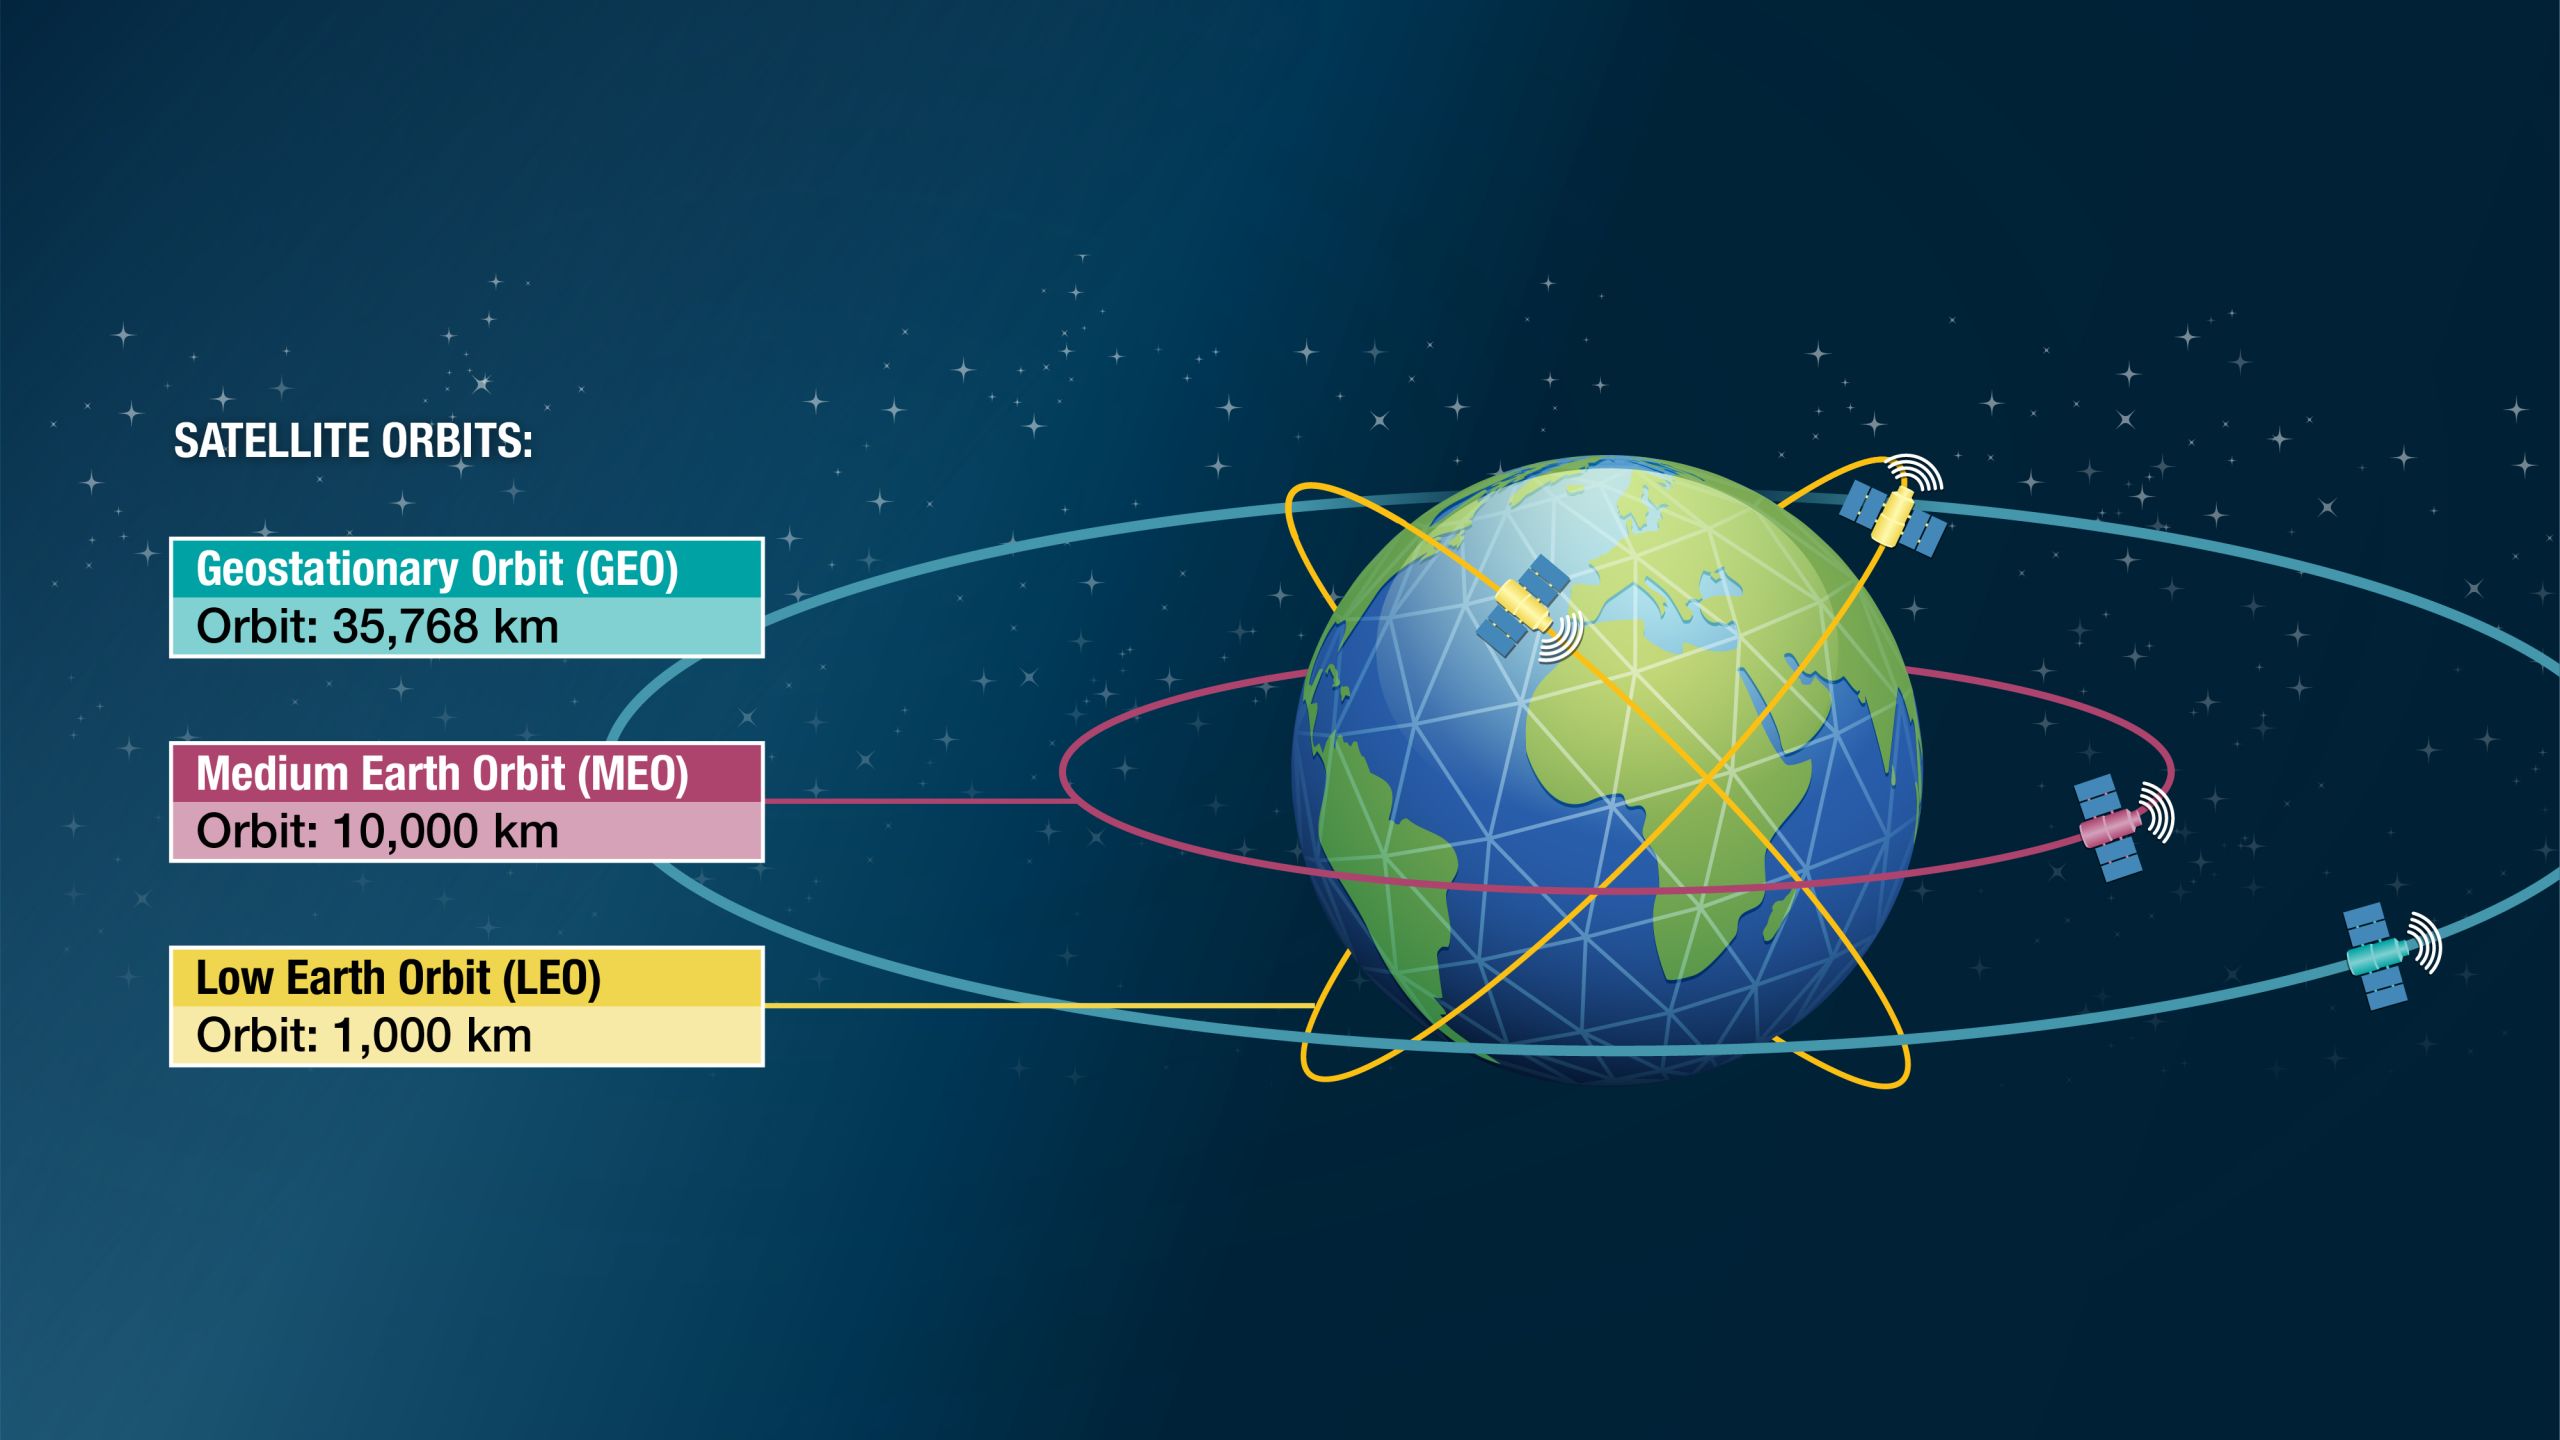 SATELLITE ORBITS:
Geostationary Orbit (GEO)
Orbit: 35,768 km
Medium Earth Orbit (MEO)
Orbit: 10,000 km
Low Earth Orbit (LEO)
Orbit: 1,000 km